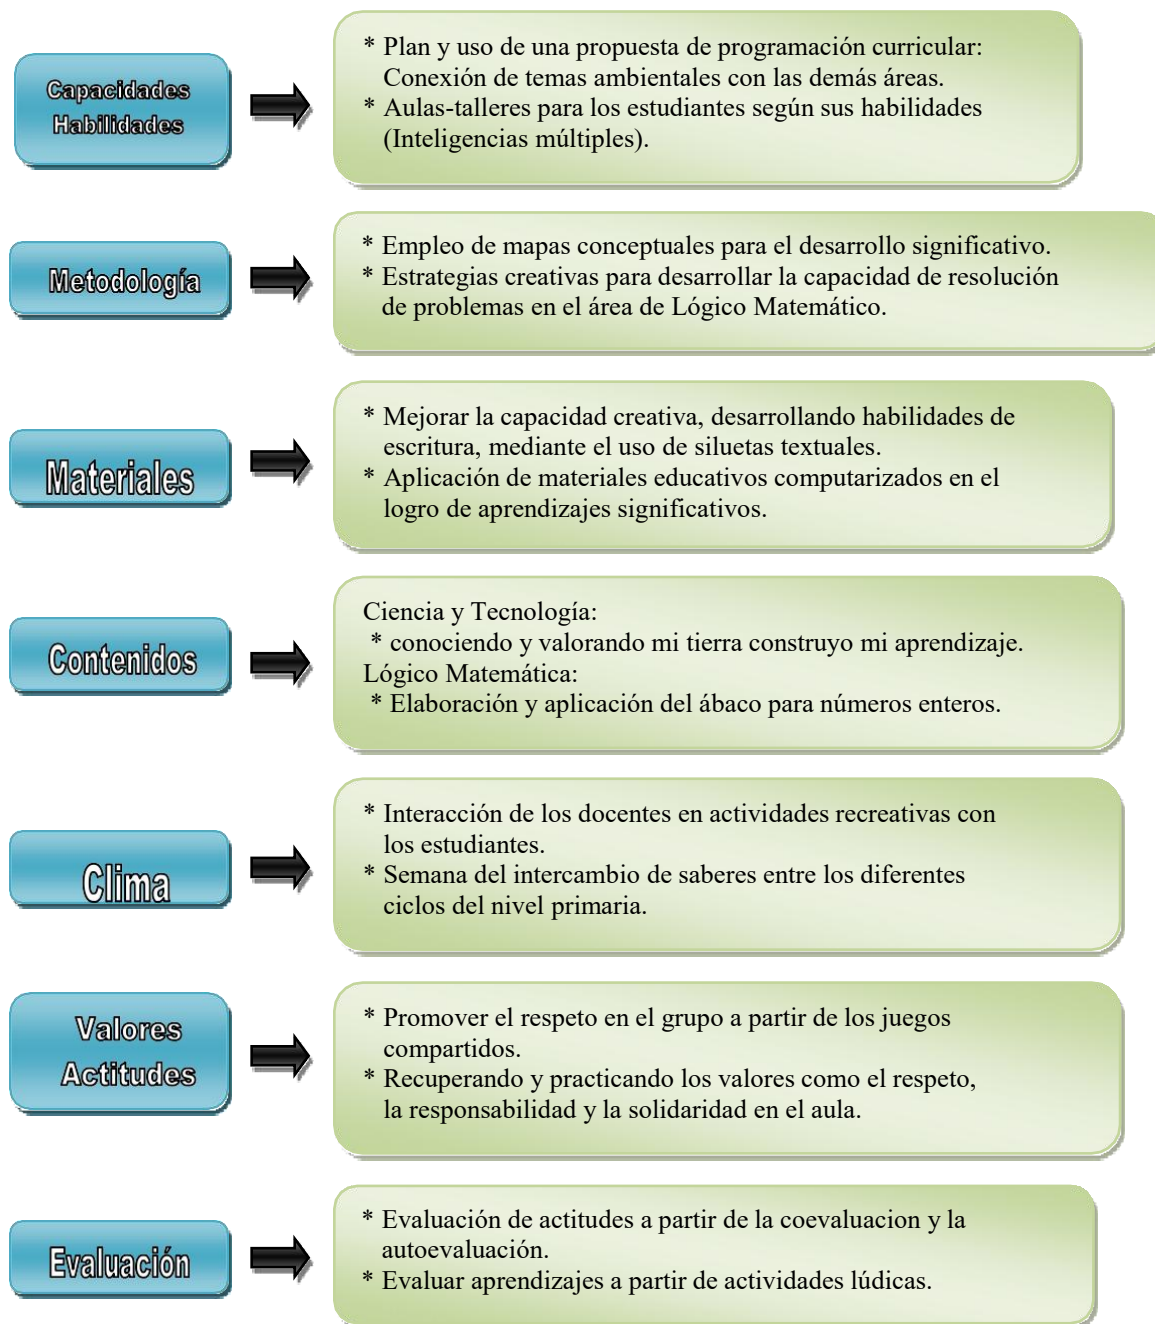 Capacidades
Habilidades
* Plan y uso de una propuesta de programación curricular:
Conexión de temas ambientales con las demás áreas.
* Aulas-talleres para los estudiantes según sus habilidades
(Inteligencias múltiples).
Metodología
* Empleo de mapas conceptuales para el desarrollo significativo.
* Estrategias creativas para desarrollar la capacidad de resolución
de problemas en el área de Lógico Matemático.
Materiales
* Mejorar la capacidad creativa, desarrollando habilidades de
escritura, mediante el uso de siluetas textuales.
* Aplicación de materiales educativos computarizados en el
logro de aprendizajes significativos.
Contenidos
Ciencia y Tecnología:
* conociendo y valorando mi tierra construyo mi aprendizaje.
Lógico Matemática:
* Elaboración y aplicación del ábaco para números enteros.
Clima
* Interacción de los docentes en actividades recreativas con
los estudiantes.
* Semana del intercambio de saberes entre los diferentes
ciclos del nivel primaria.
Valores
Actitudes
* Promover el respeto en el grupo a partir de los juegos
compartidos.
* Recuperando y practicando los valores como el respeto,
la responsabilidad y la solidaridad en el aula.
Evaluación
* Evaluación de actitudes a partir de la coevaluacion y la
autoevaluación.
* Evaluar aprendizajes a partir de actividades lúdicas.